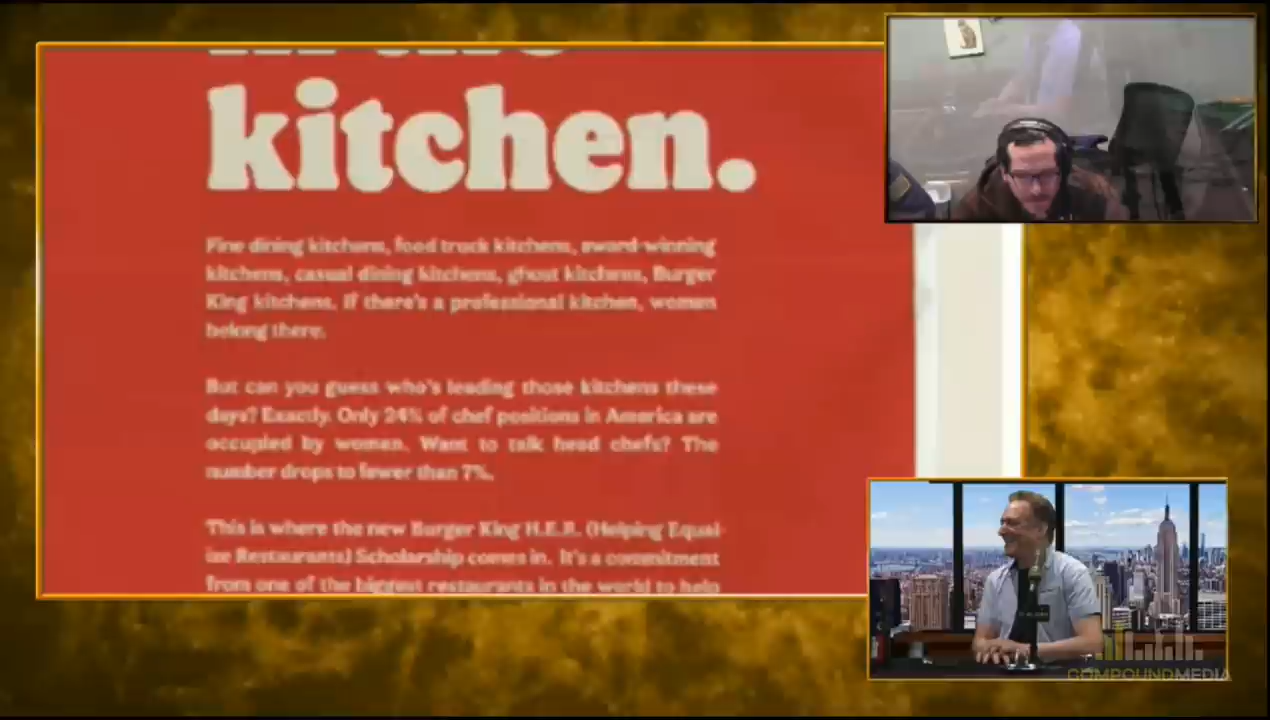 kitchen.
Fine dining kitchens, food truck kitchens, award-winning
kitchens, casual dining kitchens, ghost kitchens, Burger
King kitchens. If there's a professional kitchen, women
belong there.
But can you guess who's leading those kitchens these
days? Exactly. Only 24% of chef positions in America are
occupied by women. Want to talk head chefs? The
number drops to fewer than 7%.
This is where the new Burger King H.E.R. (Helping Equal
ize Restaurants) Scholarship comes in. It's a commitment
from one of the biggest restaurants in the world to help
COMPOUNDMEDIA